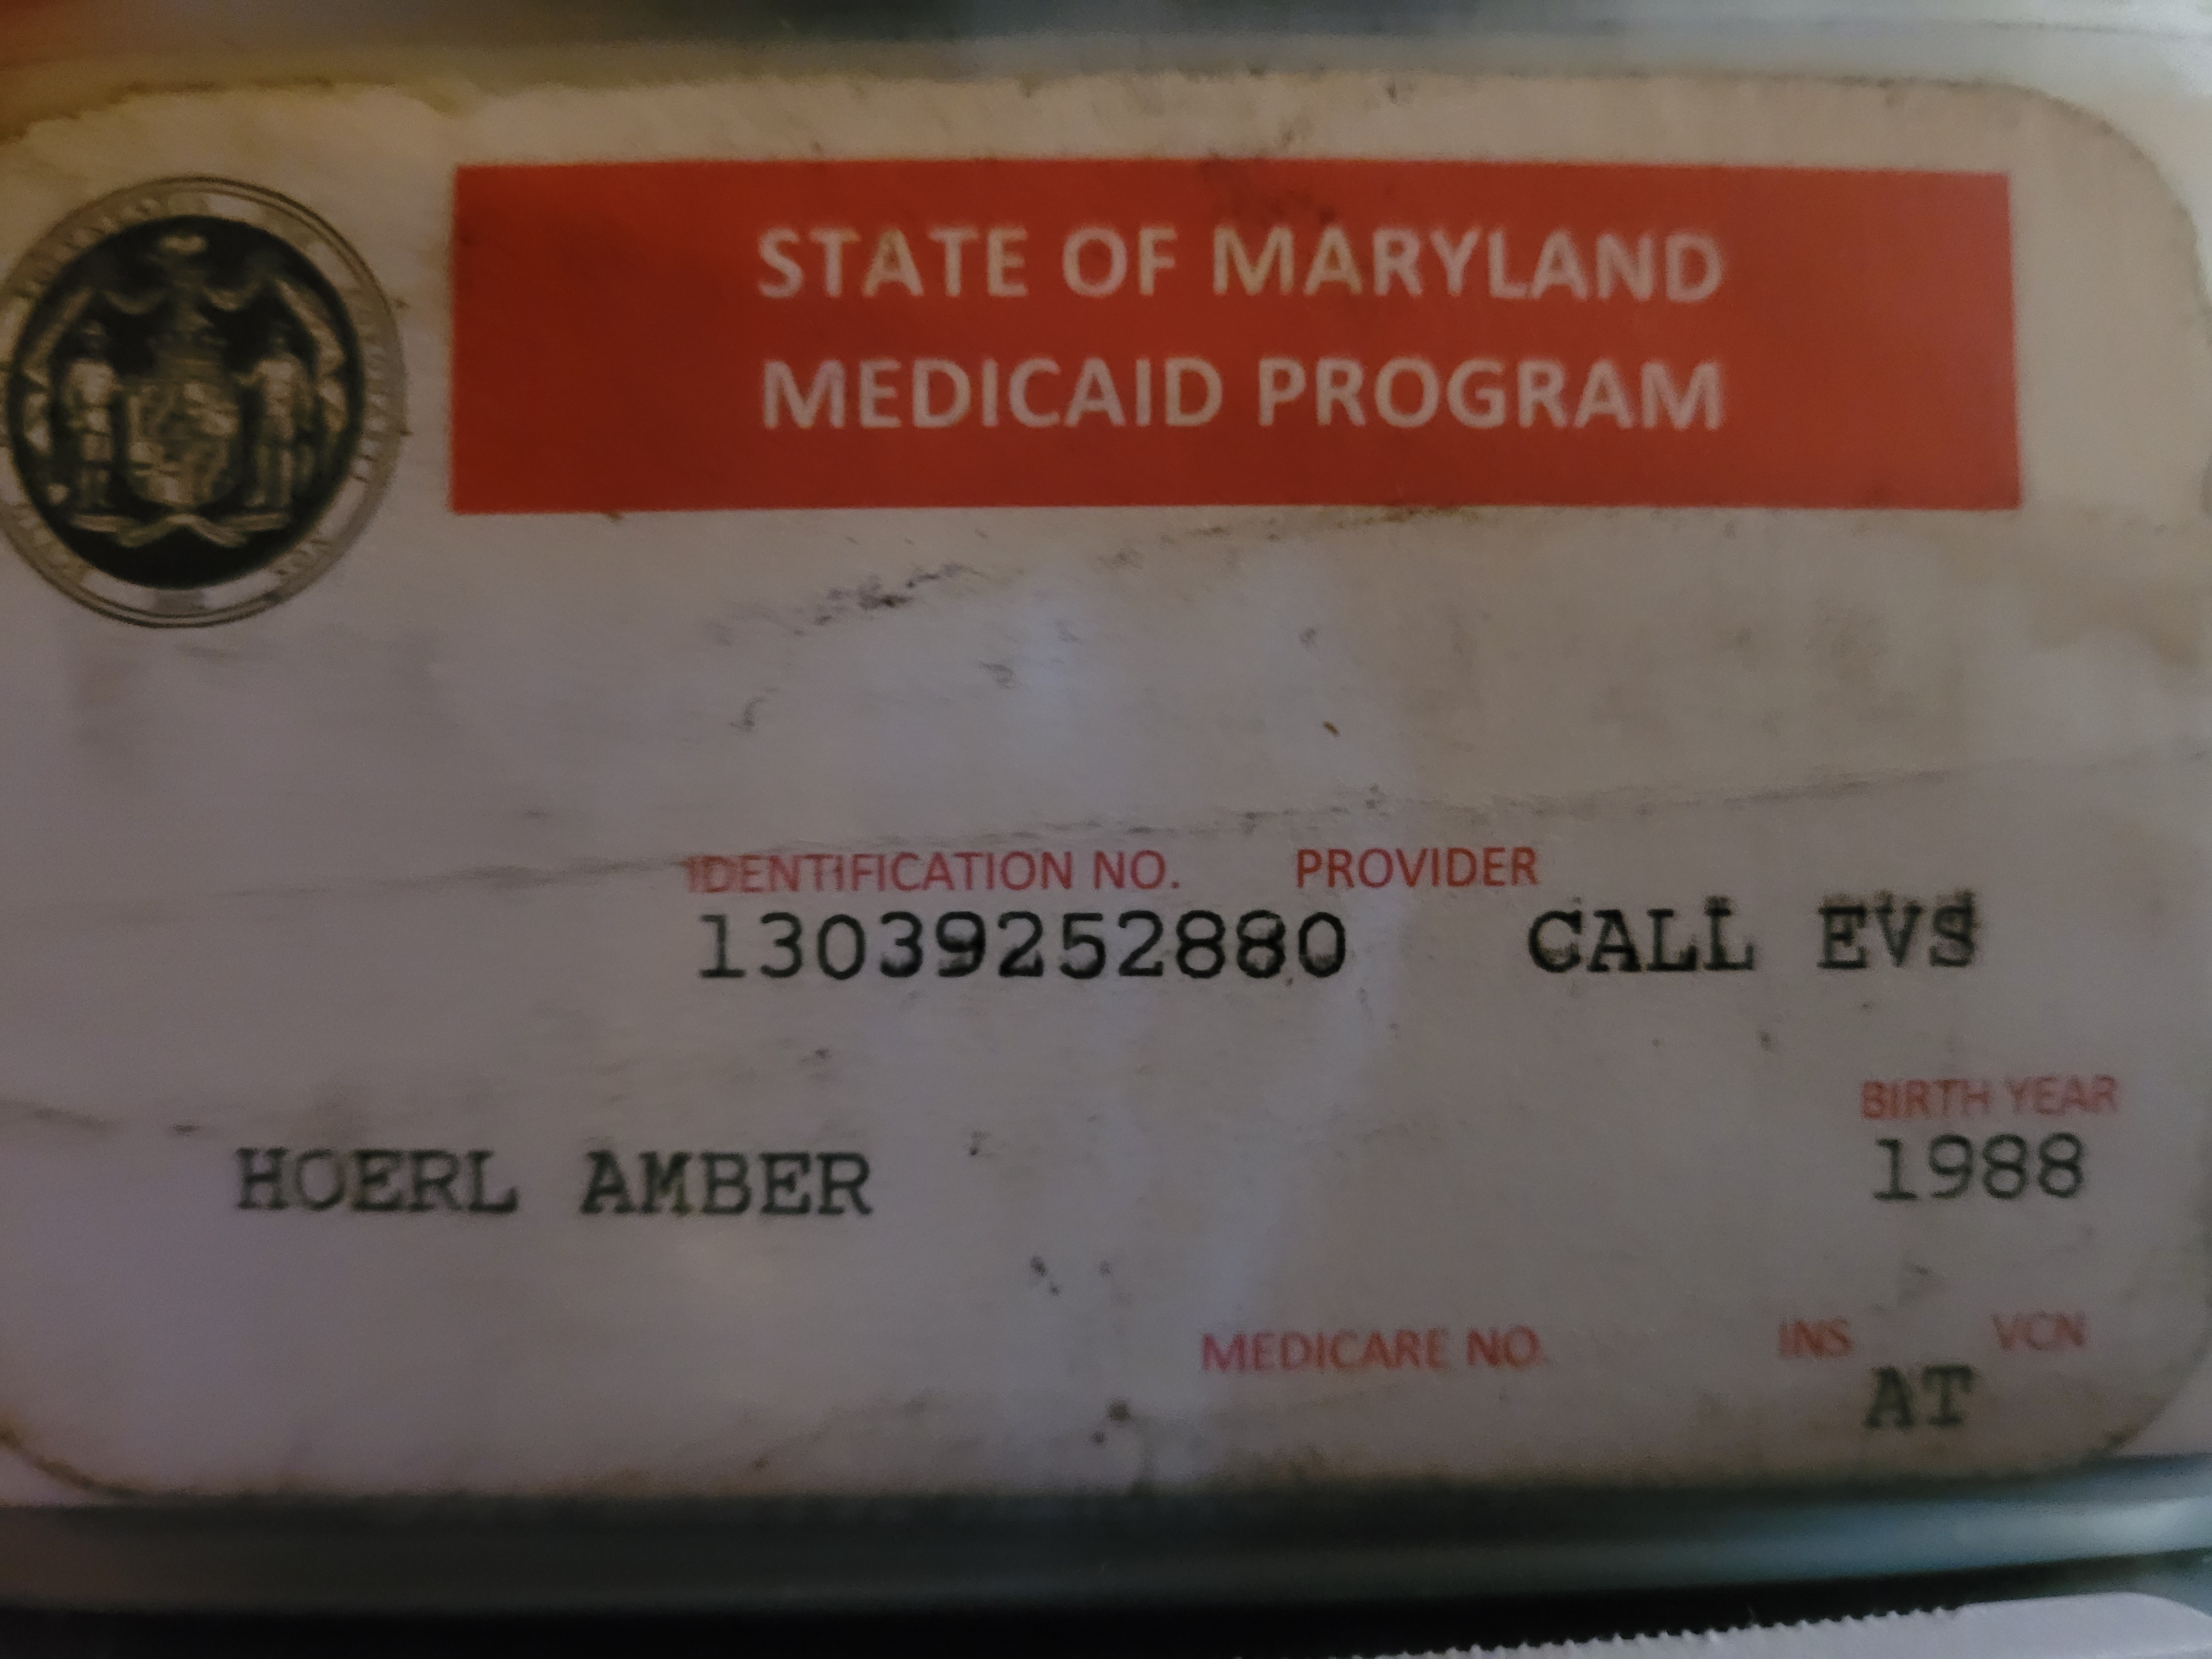 STATE OF MARYLAND
MEDICAID PROGRAM
IDENTIFICATION NO. PROVIDER
13039252880 CALL EVS
BIRTH YEAR
HOERL AMBER 1988
MEDICARE NO. INS VCN
AT